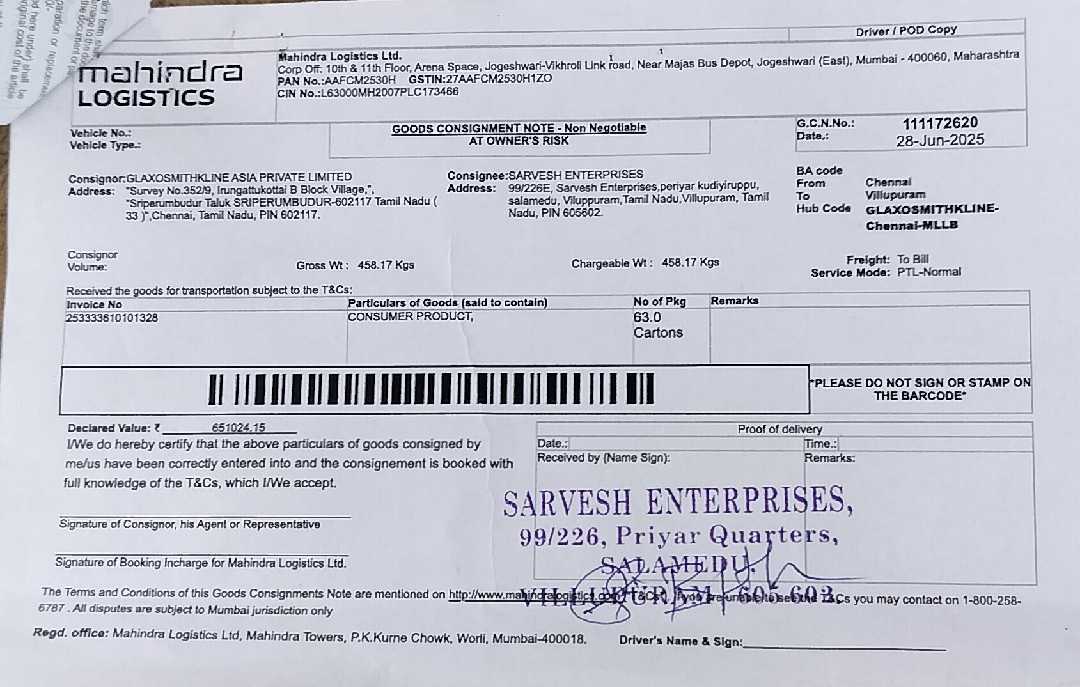 Driver / POD Copy
mahindra
LOGISTICS
Mahindra Logistics Ltd.
Corp Off: 10th & 11th Floor, Arena Space, Jogeshwari-Vikhroli Link road, Near Majas Bus Depot, Jogeshwari (East), Mumbai - 400060, Maharashtra
PAN No.:AAFCM2530H GSTIN:27AAFCM2530H1ZO
CIN No.:L63000MH2007PLC173466
Vehicle No.:
Vehicle Type.:
GOODS CONSIGNMENT NOTE - Non Negotiable
AT OWNER'S RISK
G.C.N.No.: 111172620
Date.: 28-Jun-2025
Consignor:GLAXOSMITHKLINE ASIA PRIVATE LIMITED
Address: "Survey No.352/9, Irungattukottai B Block Village,",
"Sriperumbudur Taluk SRIPERUMBUDUR-602117 Tamil Nadu (
33 )",Chennai, Tamil Nadu, PIN 602117.
Consignee:SARVESH ENTERPRISES
Address: 99/226E, Sarvesh Enterprises,periyar kudiyiruppu,
salamedu, Viluppuram,Tamil Nadu,Villupuram, Tamil
Nadu, PIN 605602.
BA code
From Chennai
To Villupuram
Hub Code GLAXOSMITHKLINE-
Chennai-MLLB
Consignor
Volume:
Gross Wt : 458.17 Kgs
Chargeable Wt : 458.17 Kgs
Freight: To Bill
Service Mode: PTL-Normal
Received the goods for transportation subject to the T&Cs:
Invoice No Particulars of Goods (said to contain) No of Pkg Remarks
253333610101328 CONSUMER PRODUCT, 63.0
Cartons
*PLEASE DO NOT SIGN OR STAMP ON
THE BARCODE*
Declared Value: ₹ 651024.15
I/We do hereby certify that the above particulars of goods consigned by
me/us have been correctly entered into and the consignement is booked with
full knowledge of the T&Cs, which I/We accept.
Signature of Consignor, his Agent or Representative
Signature of Booking Incharge for Mahindra Logistics Ltd.
Proof of delivery
Date.: Time.:
Received by (Name Sign): Remarks:
SARVESH ENTERPRISES,
99/226, Priyar Quarters,
SALAMEDU.
VILLUPURAM 605 602.
The Terms and Conditions of this Goods Consignments Note are mentioned on http://www.mahindralogistics.com T&Cs you may contact on 1-800-258-
6787 . All disputes are subject to Mumbai jurisdiction only
Regd. office: Mahindra Logistics Ltd, Mahindra Towers, P.K.Kurne Chowk, Worli, Mumbai-400018.
Driver's Name & Sign: